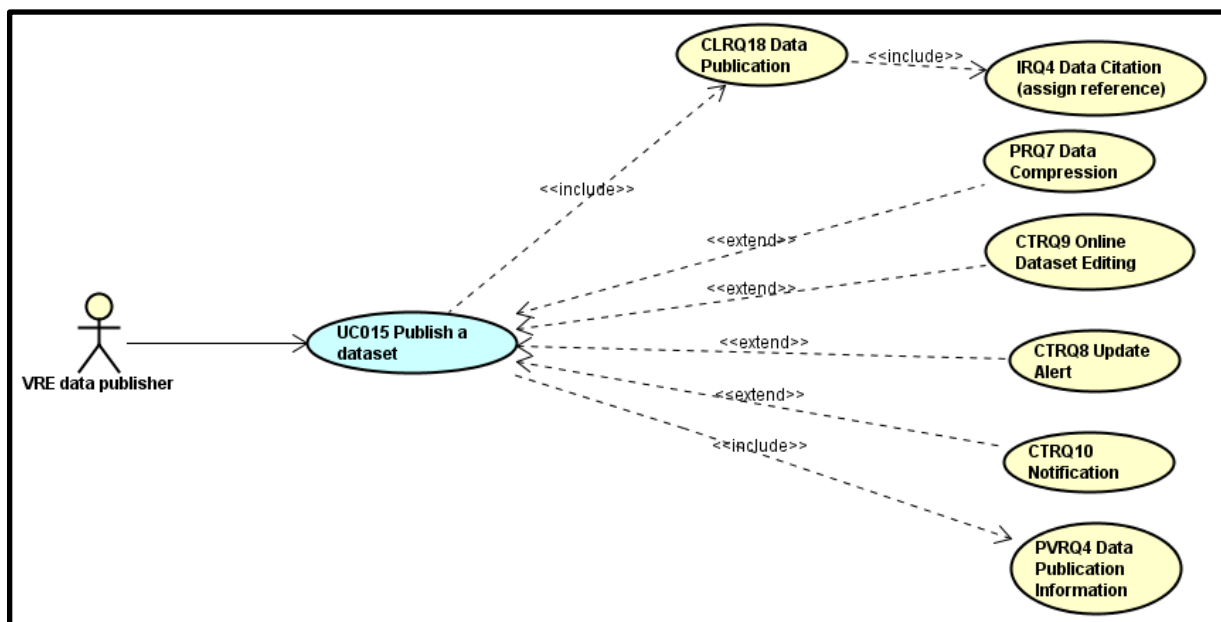 CLRQ18 Data
Publication
<<include>>
IRQ4 Data Citation
(assign reference)
PRQ7 Data
Compression
<<include>>
<<extend>>
CTRQ9 Online
Dataset Editing
<<extend>>
UC015 Publish a
dataset
<<extend>>
CTRQ8 Update
Alert
VRE data publisher
<<extend>>
<<include>>
CTRQ10
Notification
PVRQ4 Data
Publication
Information